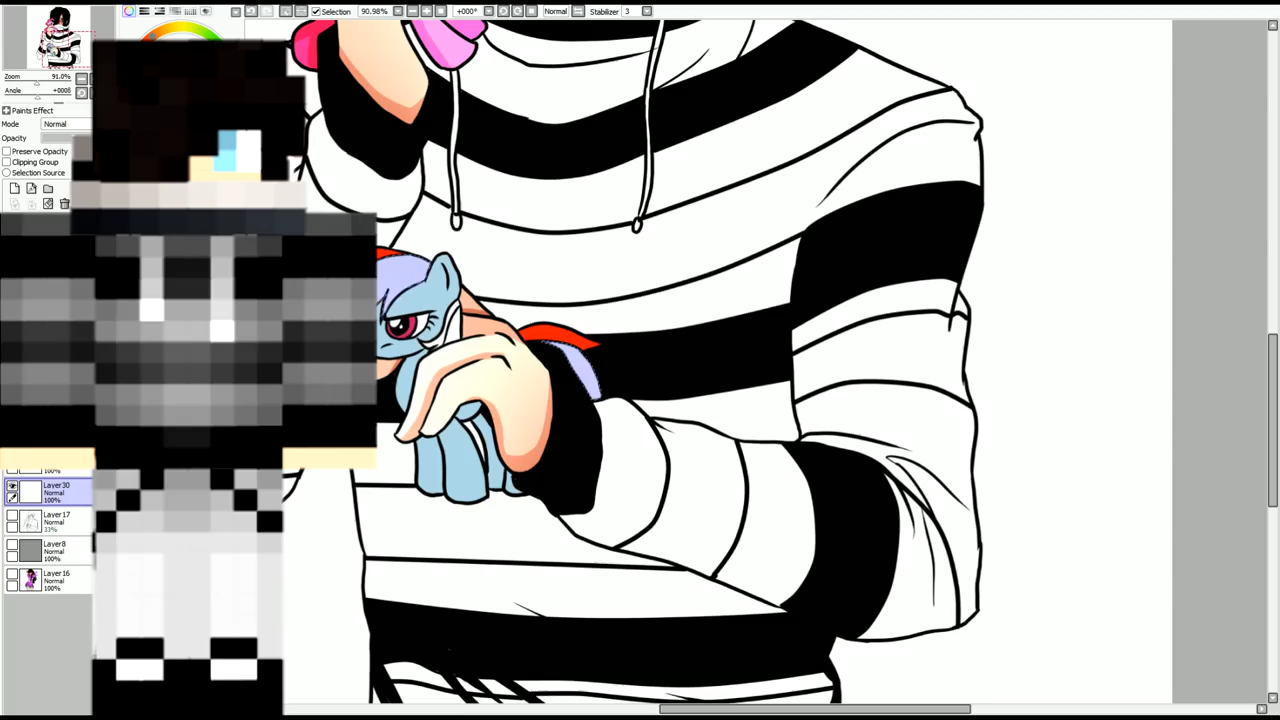 Selection 90.98% +000° Normal Stabilizer 3
Zoom 91.0%
Angle +000B
Paints Effect
Mode Normal
Opacity
Preserve Opacity
Clipping Group
Selection Source
100%
Layer30
Normal
100%
Layer17
Normal
33%
Layer8
Normal
100%
Layer16
Normal
100%